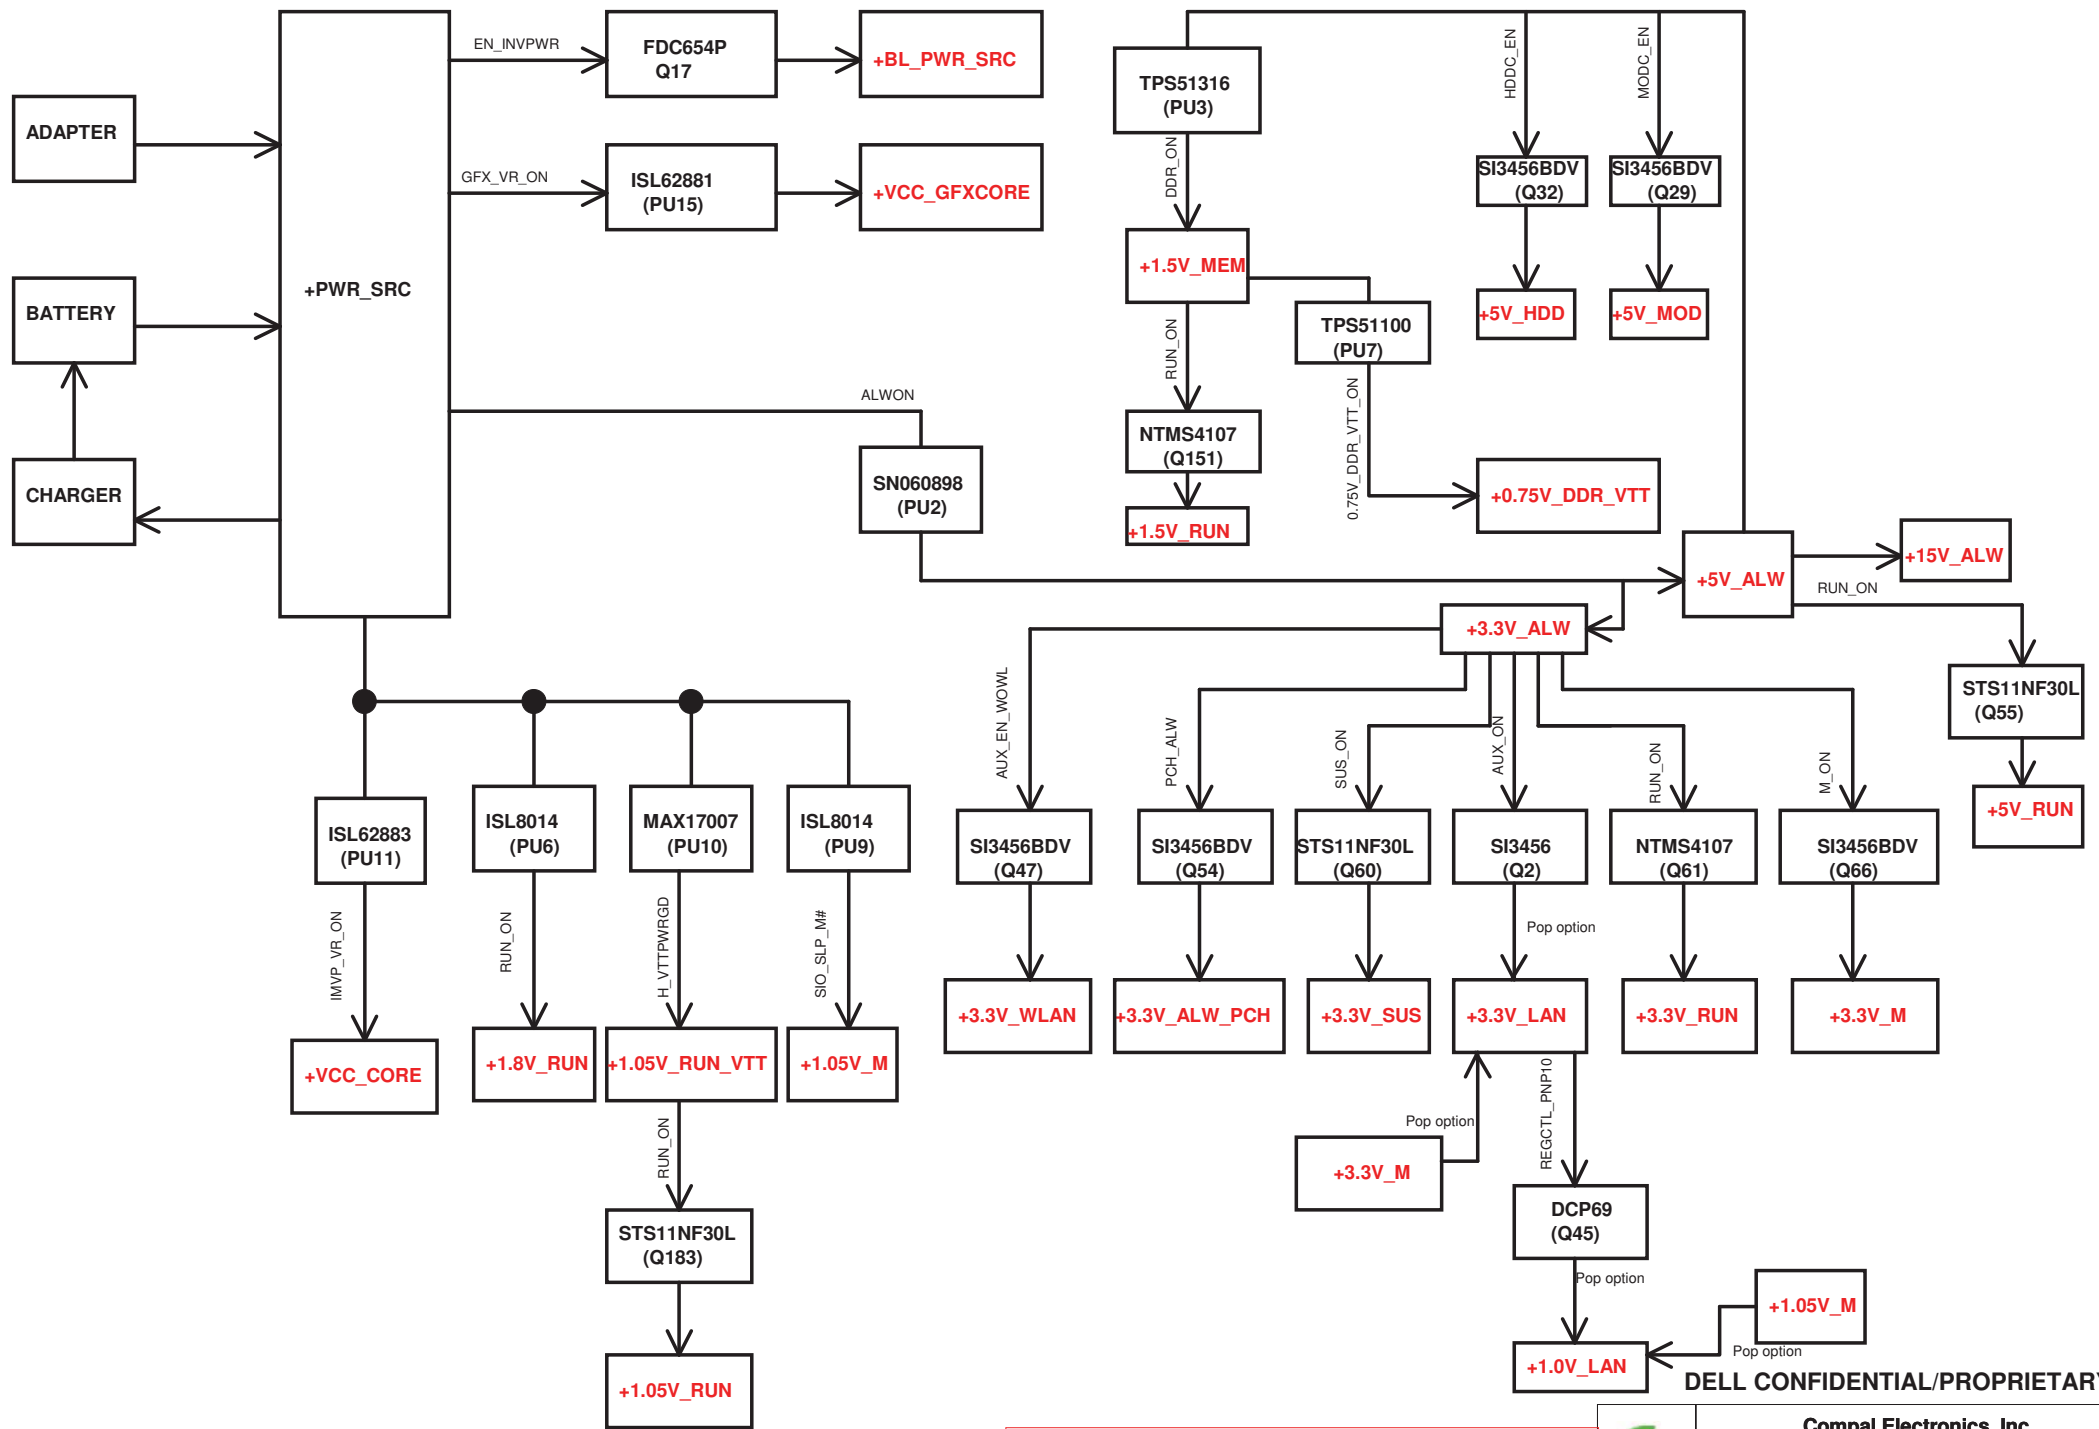 EN_INVPWR
FDC654P
Q17
+BL_PWR_SRC
ADAPTER
GFX_VR_ON
ISL62881
(PU15)
+VCC_GFXCORE
+PWR_SRC
BATTERY
ALWON
CHARGER
SN060898
(PU2)
TPS51316
(PU3)
DDR_ON
+1.5V_MEM
RUN_ON
TPS51100
(PU7)
NTMS4107
(Q151)
+1.5V_RUN
0.75V_DDR_VTT_ON
+0.75V_DDR_VTT
HDDC_EN
MODC_EN
SI3456BDV
(Q32)
SI3456BDV
(Q29)
+5V_HDD
+5V_MOD
+5V_ALW
+15V_ALW
RUN_ON
STS11NF30L
(Q55)
+5V_RUN
+3.3V_ALW
AUX_EN_WOWL
PCH_ALW
SUS_ON
AUX_ON
RUN_ON
M_ON
SI3456BDV
(Q47)
SI3456BDV
(Q54)
STS11NF30L
(Q60)
SI3456
(Q2)
NTMS4107
(Q61)
SI3456BDV
(Q66)
Pop option
+3.3V_WLAN
+3.3V_ALW_PCH
+3.3V_SUS
+3.3V_LAN
+3.3V_RUN
+3.3V_M
ISL62883
(PU11)
ISL8014
(PU6)
MAX17007
(PU10)
ISL8014
(PU9)
IMVP_VR_ON
RUN_ON
H_VTTPWRGD
SIO_SLP_M#
+VCC_CORE
+1.8V_RUN
+1.05V_RUN_VTT
+1.05V_M
RUN_ON
STS11NF30L
(Q183)
+1.05V_RUN
Pop option
+3.3V_M
REGCTL_PNP10
DCP69
(Q45)
Pop option
+1.05V_M
Pop option
+1.0V_LAN
DELL CONFIDENTIAL/PROPRIETARY
Compal Electronics, Inc